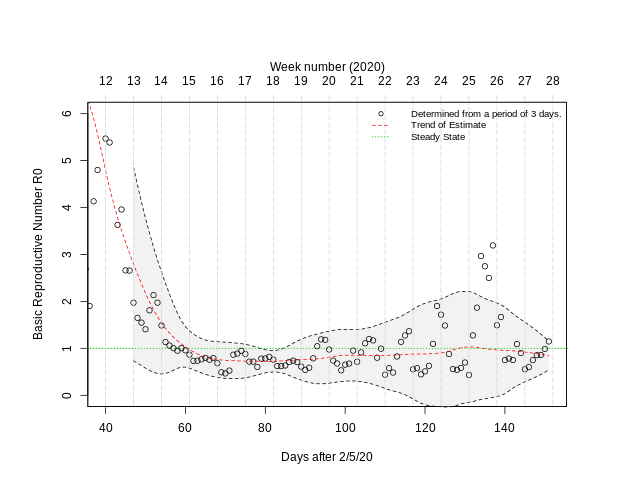 Week number (2020)
12 13 14 15 16 17 18 19 20 21 22 23 24 25 26 27 28
Determined from a period of 3 days.
Trend of Estimate
Steady State
Basic Reproductive Number R0
6
5
4
3
2
1
0
40 60 80 100 120 140
Days after 2/5/20